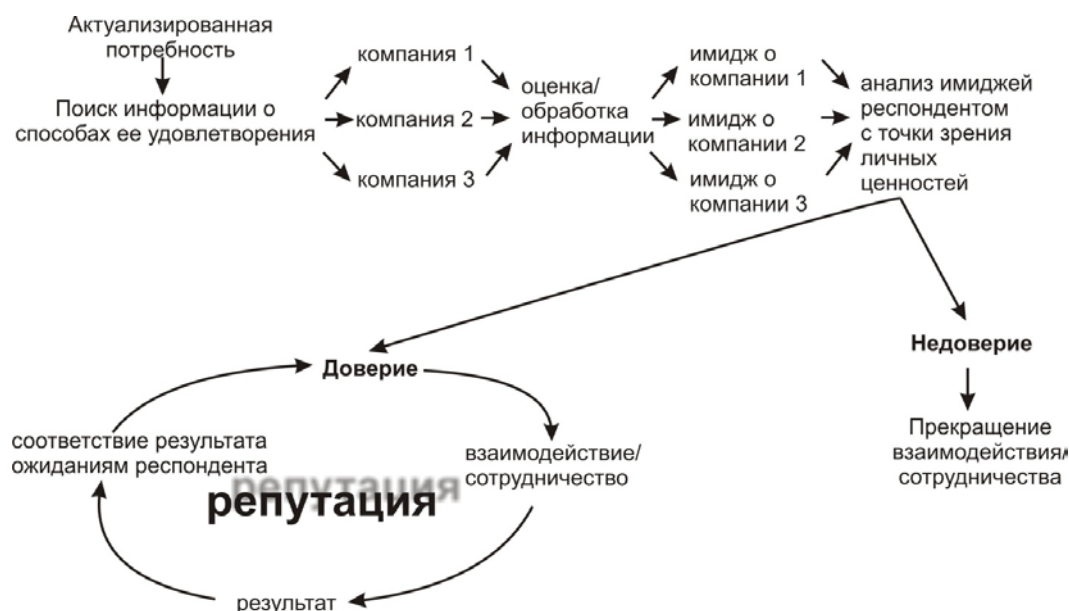 Актуализированная
потребность
Поиск информации о
способах ее удовлетворения
компания 1
компания 2
компания 3
оценка/
обработка
информации
имидж о
компании 1
имидж о
компании 2
имидж о
компании 3
анализ имиджей
респондентом
с точки зрения
личных
ценностей
Доверие
Недоверие
Прекращение
взаимодействия/
сотрудничества
взаимодействие/
сотрудничество
соответствие результата
ожиданиям респондента
репутация
репутация
результат